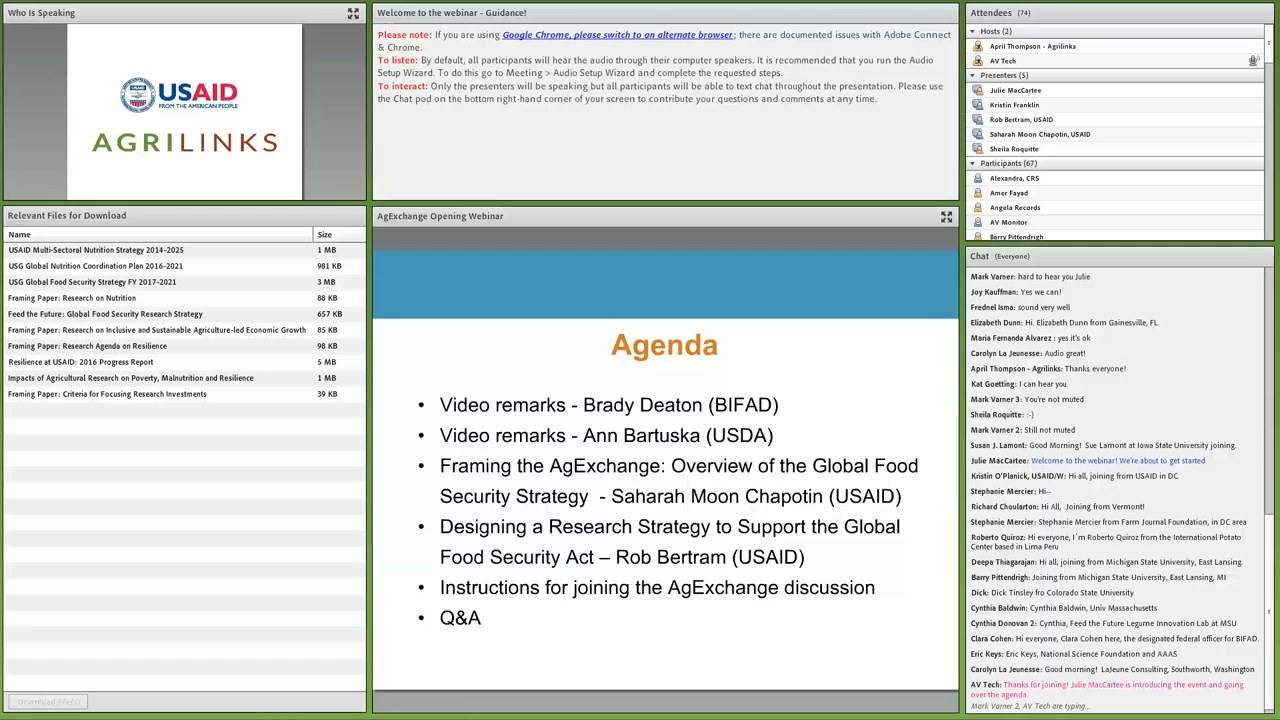 Who Is Speaking
USAID
FROM THE AMERICAN PEOPLE
AGRILINKS
Welcome to the webinar - Guidance!
Please note: If you are using Google Chrome, please switch to an alternate browser; there are documented issues with Adobe Connect
& Chrome.
To listen: By default, all participants will hear the audio through their computer speakers. It is recommended that you run the Audio
Setup Wizard. To do this go to Meeting > Audio Setup Wizard and complete the requested steps.
To interact: Only the presenters will be speaking but all participants will be able to text chat throughout the presentation. Please use
the Chat pod on the bottom right-hand corner of your screen to contribute your questions and comments at any time.
Attendees (74)
Hosts (2)
April Thompson - Agrilinks
AV Tech
Presenters (5)
Julie MacCartee
Kristin Franklin
Rob Bertram, USAID
Saharah Moon Chapotin, USAID
Sheila Roquitte
Participants (67)
Alexandra, CRS
Amer Fayad
Angela Records
AV Monitor
Barry Pittendrigh
Relevant Files for Download
Name Size
USAID Multi-Sectoral Nutrition Strategy 2014-2025 1 MB
USG Global Nutrition Coordination Plan 2016-2021 981 KB
USG Global Food Security Strategy FY 2017-2021 3 MB
Framing Paper: Research on Nutrition 88 KB
Feed the Future: Global Food Security Research Strategy 657 KB
Framing Paper: Research on Inclusive and Sustainable Agriculture-led Economic Growth 85 KB
Framing Paper: Research Agenda on Resilience 98 KB
Resilience at USAID: 2016 Progress Report 5 MB
Impacts of Agricultural Research on Poverty, Malnutrition and Resilience 1 MB
Framing Paper: Criteria for Focusing Research Investments 39 KB
Download File(s)
AgExchange Opening Webinar
Agenda
• Video remarks - Brady Deaton (BIFAD)
• Video remarks - Ann Bartuska (USDA)
• Framing the AgExchange: Overview of the Global Food
Security Strategy - Saharah Moon Chapotin (USAID)
• Designing a Research Strategy to Support the Global
Food Security Act – Rob Bertram (USAID)
• Instructions for joining the AgExchange discussion
• Q&A
Chat (Everyone)
Mark Varner: hard to hear you Julie
Joy Kauffman: Yes we can!
Frednel Isma: sound very well
Elizabeth Dunn: Hi. Elizabeth Dunn from Gainesville, FL
Maria Fernanda Alvarez : yes it's ok
Carolyn La Jeunesse: Audio great!
April Thompson - Agrilinks: Thanks everyone!
Kat Goetting: I can hear you.
Mark Varner 3: You're not muted
Sheila Roquitte: :-)
Mark Varner 2: Still not muted
Susan J. Lamont: Good Morning! Sue Lamont at Iowa State University joining.
Julie MacCartee: Welcome to the webinar! We're about to get started
Kristin O'Planick, USAID/W: Hi all, joining from USAID in DC
Stephanie Mercier: Hi--
Richard Choularton: Hi All, Joining from Vermont!
Stephanie Mercier: Stephanie Mercier from Farm Journal Foundation, in DC area
Roberto Quiroz: Hi everyone, I´m Roberto Quiroz from the International Potato
Center based in Lima Peru
Deepa Thiagarajan: Hi all, joining from Michigan State University, East Lansing.
Barry Pittendrigh: Joining from Michigan State University, East Lansing, MI
Dick: Dick Tinsley fro Colorado State University
Cynthia Baldwin: Cynthia Baldwin, Univ Massachusetts
Cynthia Donovan 2: Cynthia, Feed the Future Legume Innovation Lab at MSU
Clara Cohen: Hi everyone, Clara Cohen here, the designated federal officer for BIFAD.
Eric Keys: Eric Keys, National Science Foundation and AAAS
Carolyn La Jeunesse: Good morning! LaJeune Consulting, Southworth, Washington
AV Tech: Thanks for joining! Julie MacCartee is introducing the event and going
over the agenda.
Mark Varner 2, AV Tech are typing...